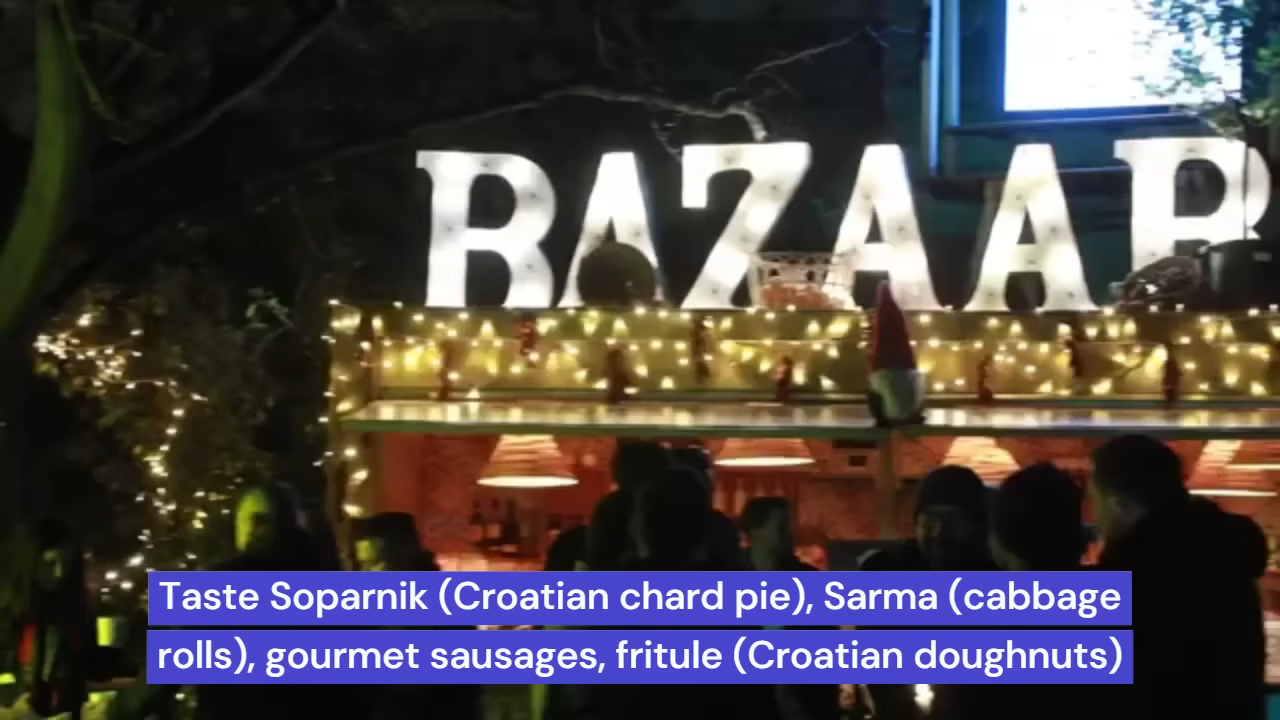 BAZAAR
Taste Soparnik (Croatian chard pie), Sarma (cabbage
rolls), gourmet sausages, fritule (Croatian doughnuts)